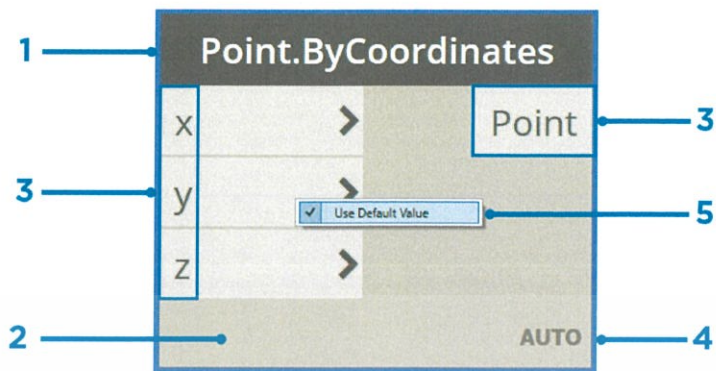 1 Point.ByCoordinates
x > Point 3
3 y
✓ Use Default Value 5
z >
2 AUTO 4